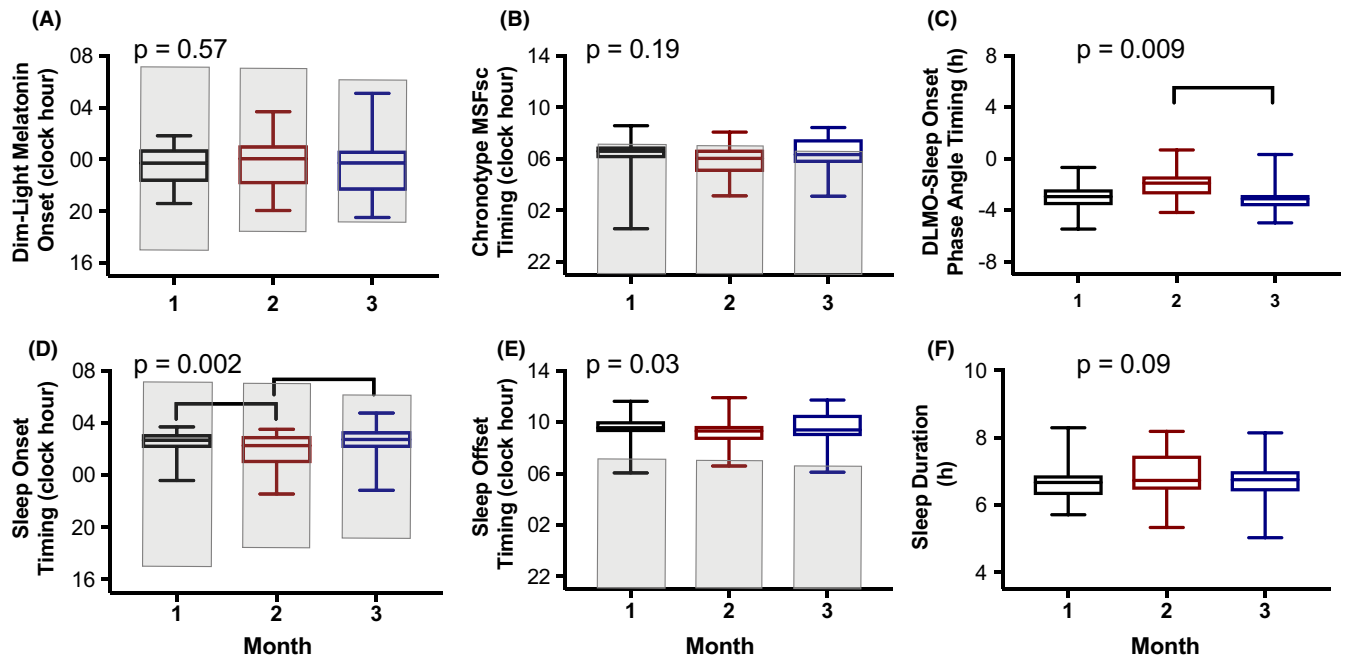 (A)
p = 0.57
Dim-Light Melatonin
Onset (clock hour)
08
04
00
20
16
1 2 3
(B)
p = 0.19
Chronotype MSFsc
Timing (clock hour)
14
10
06
02
22
1 2 3
(C)
p = 0.009
DLMO-Sleep Onset
Phase Angle Timing (h)
8
4
0
-4
-8
1 2 3
(D)
p = 0.002
Sleep Onset
Timing (clock hour)
08
04
00
20
16
1 2 3
Month
(E)
p = 0.03
Sleep Offset
Timing (clock hour)
14
10
06
02
22
1 2 3
Month
(F)
p = 0.09
Sleep Duration
(h)
10
8
6
4
1 2 3
Month